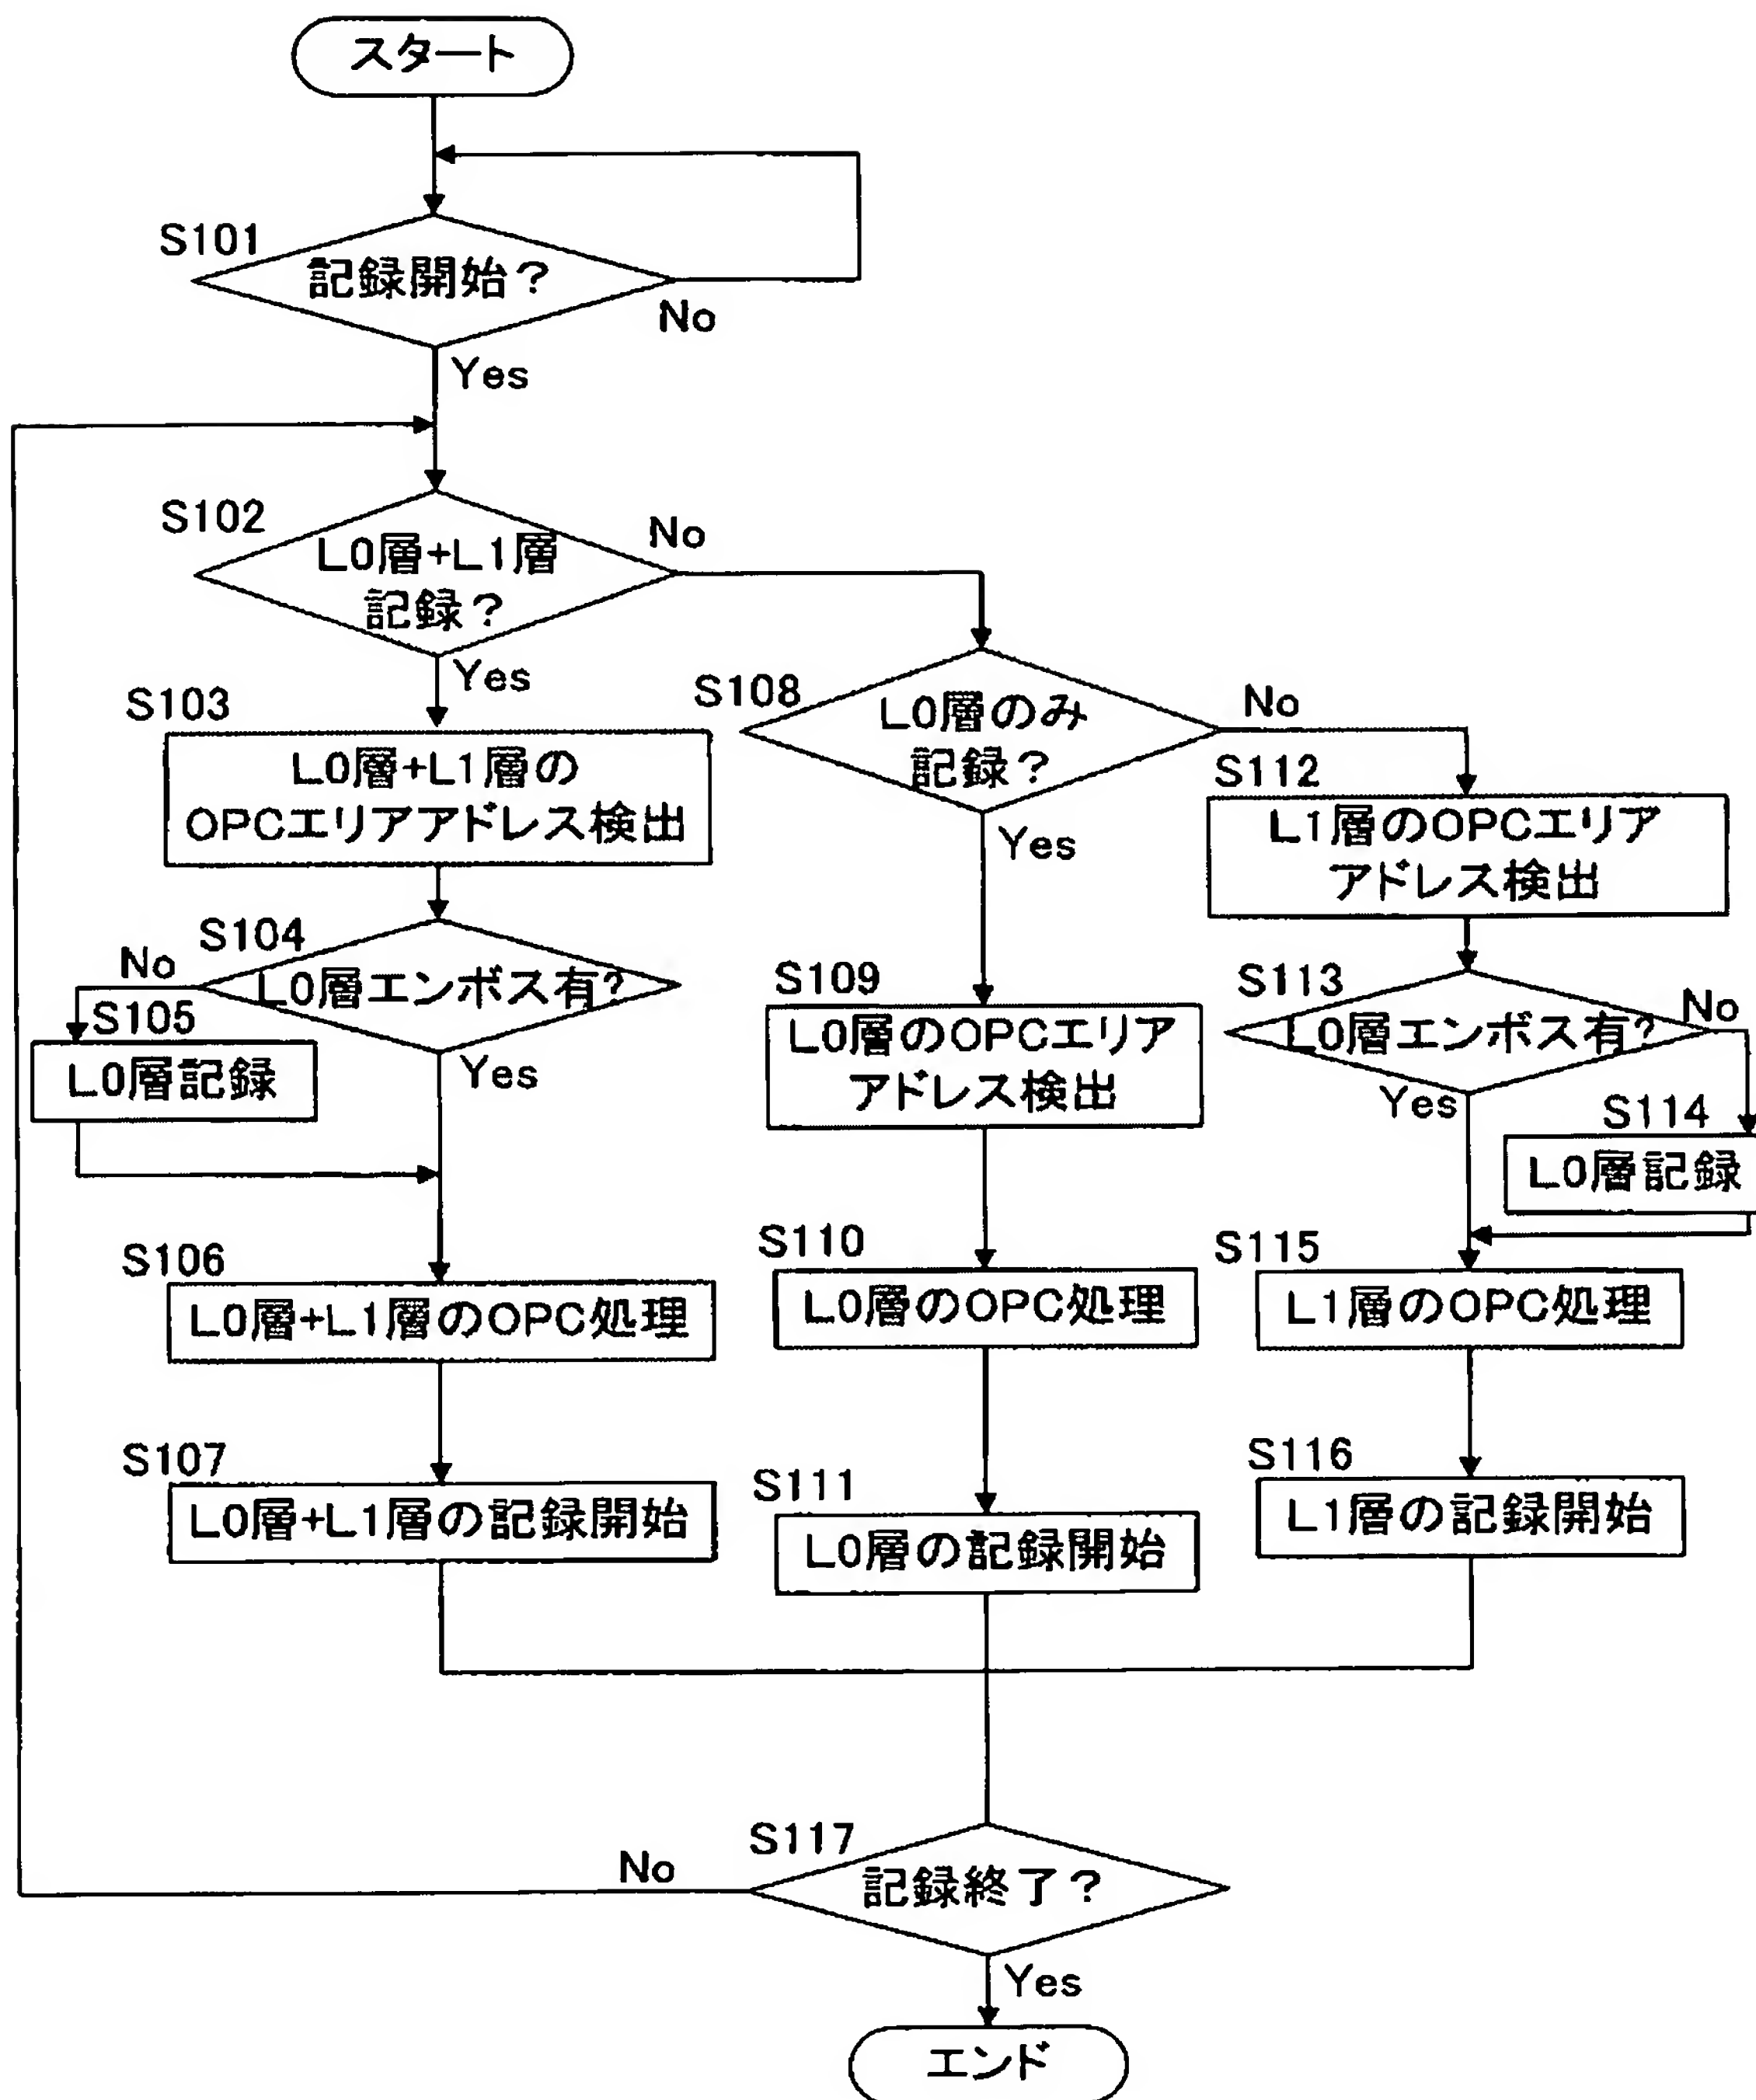 スタート
S101
記録開始？
No
Yes
S102
L0層+L1層
記録？
No
Yes
S103
L0層+L1層の
OPCエリアアドレス検出
S104
L0層エンボス有?
No
Yes
S105
L0層記録
S106
L0層+L1層のOPC処理
S107
L0層+L1層の記録開始
S108
L0層のみ
記録？
No
Yes
S109
L0層のOPCエリア
アドレス検出
S110
L0層のOPC処理
S111
L0層の記録開始
S112
L1層のOPCエリア
アドレス検出
S113
L0層エンボス有?
No
Yes
S114
L0層記録
S115
L1層のOPC処理
S116
L1層の記録開始
S117
記録終了？
No
Yes
エンド